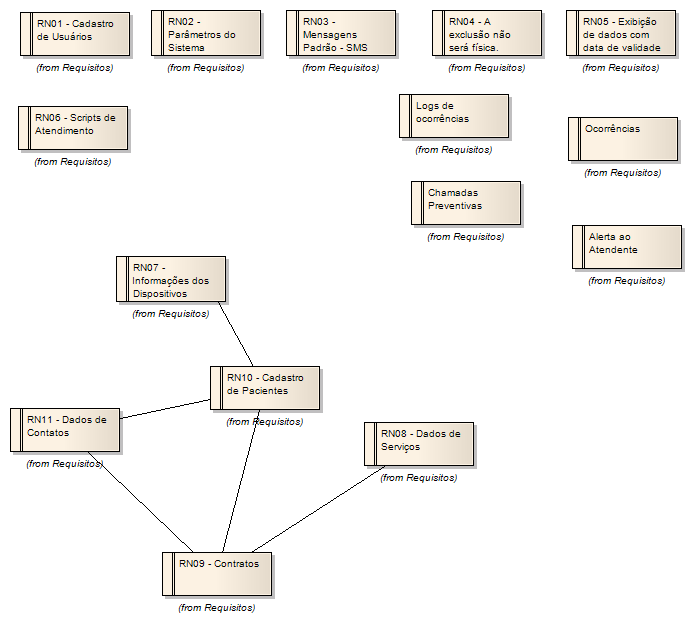 RN01 - Cadastro
de Usuários
(from Requisitos)
RN02 -
Parâmetros do
Sistema
(from Requisitos)
RN03 -
Mensagens
Padrão - SMS
(from Requisitos)
RN04 - A
exclusão não
será física.
(from Requisitos)
RN05 - Exibição
de dados com
data de validade
(from Requisitos)
RN06 - Scripts de
Atendimento
(from Requisitos)
Logs de
ocorrências
(from Requisitos)
Ocorrências
(from Requisitos)
Chamadas
Preventivas
(from Requisitos)
Alerta ao
Atendente
(from Requisitos)
RN07 -
Informações dos
Dispositivos
(from Requisitos)
RN10 - Cadastro
de Pacientes
(from Requisitos)
RN11 - Dados de
Contatos
(from Requisitos)
RN08 - Dados de
Serviços
(from Requisitos)
RN09 - Contratos
(from Requisitos)